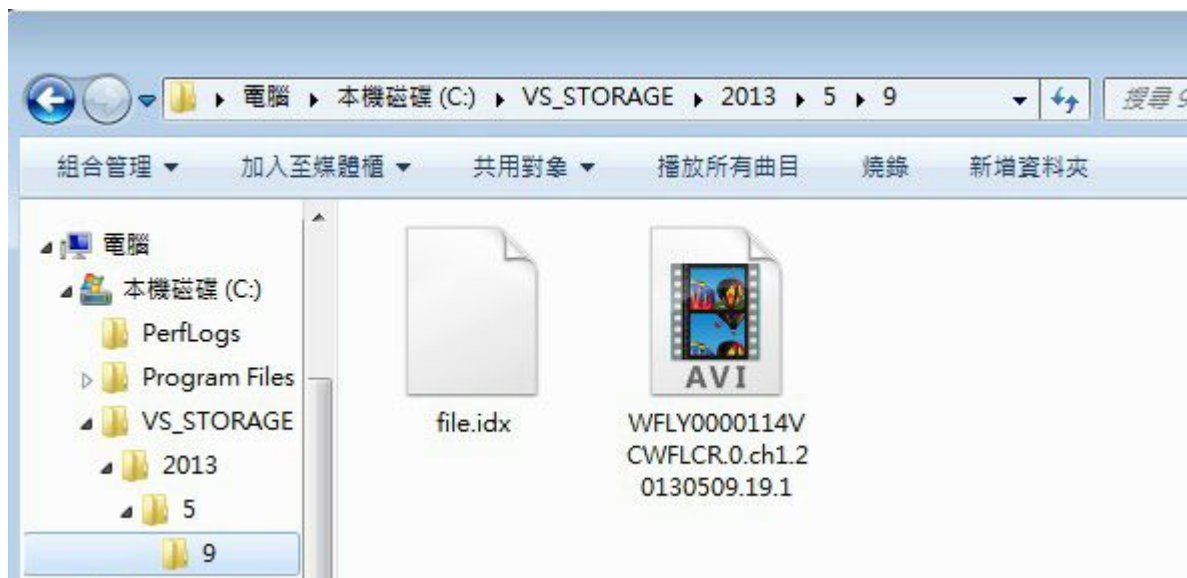 電腦 ▸ 本機磁碟 (C:) ▸ VS_STORAGE ▸ 2013 ▸ 5 ▸ 9
搜尋 9
組合管理 加入至媒體櫃 共用對象 播放所有曲目 燒錄 新增資料夾
電腦
本機磁碟 (C:)
PerfLogs
Program Files
VS_STORAGE
2013
5
9
file.idx
AVI
WFLY0000114V
CWFLCR.0.ch1.2
0130509.19.1